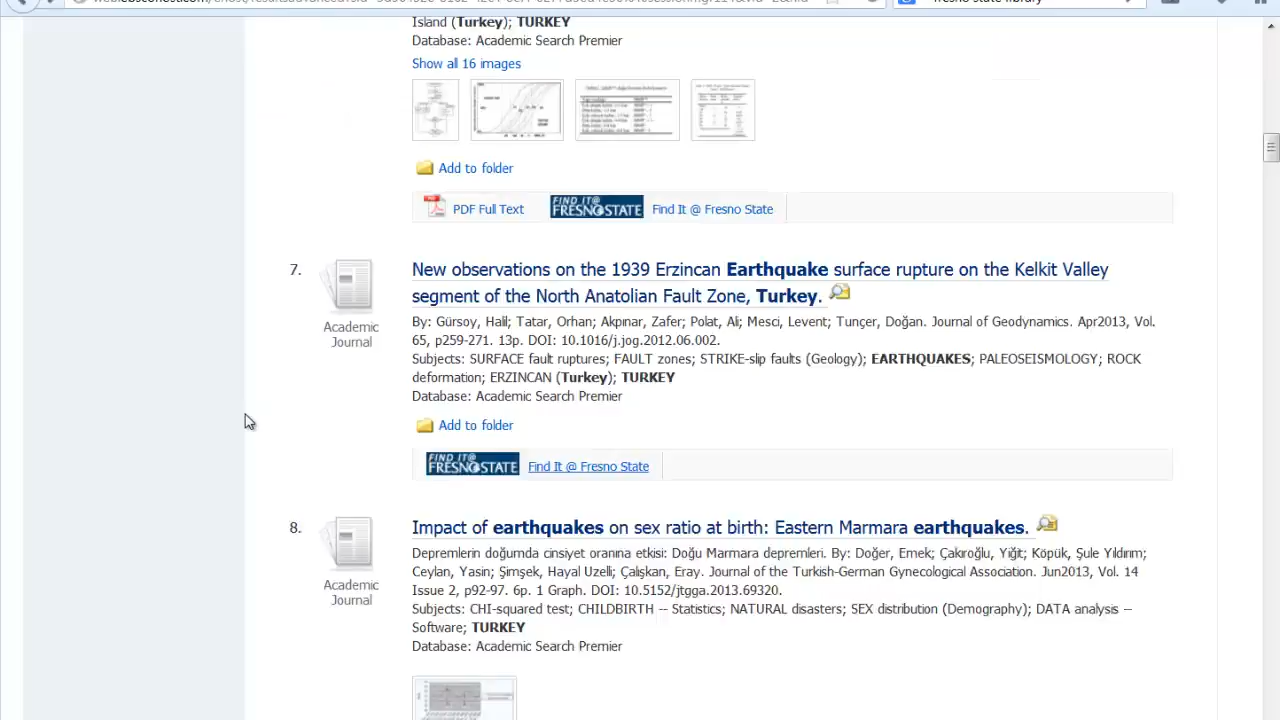 Island (Turkey); TURKEY
Database: Academic Search Premier
Show all 16 images
Add to folder
PDF Full Text
FIND IT@ FRESNO STATE
Find It @ Fresno State
7.
Academic Journal
New observations on the 1939 Erzincan Earthquake surface rupture on the Kelkit Valley
segment of the North Anatolian Fault Zone, Turkey.
By: Gürsoy, Halil; Tatar, Orhan; Akpınar, Zafer; Polat, Ali; Mesci, Levent; Tunçer, Doğan. Journal of Geodynamics. Apr2013, Vol.
65, p259-271. 13p. DOI: 10.1016/j.jog.2012.06.002.
Subjects: SURFACE fault ruptures; FAULT zones; STRIKE-slip faults (Geology); EARTHQUAKES; PALEOSEISMOLOGY; ROCK
deformation; ERZINCAN (Turkey); TURKEY
Database: Academic Search Premier
Add to folder
FIND IT@ FRESNO STATE
Find It @ Fresno State
8.
Academic Journal
Impact of earthquakes on sex ratio at birth: Eastern Marmara earthquakes.
Depremlerin doğumda cinsiyet oranına etkisi: Doğu Marmara depremleri. By: Doğer, Emek; Çakıroğlu, Yiğit; Köpük, Şule Yıldırım;
Ceylan, Yasin; Şimşek, Hayal Uzelli; Çalışkan, Eray. Journal of the Turkish-German Gynecological Association. Jun2013, Vol. 14
Issue 2, p92-97. 6p. 1 Graph. DOI: 10.5152/jtgga.2013.69320.
Subjects: CHI-squared test; CHILDBIRTH -- Statistics; NATURAL disasters; SEX distribution (Demography); DATA analysis --
Software; TURKEY
Database: Academic Search Premier